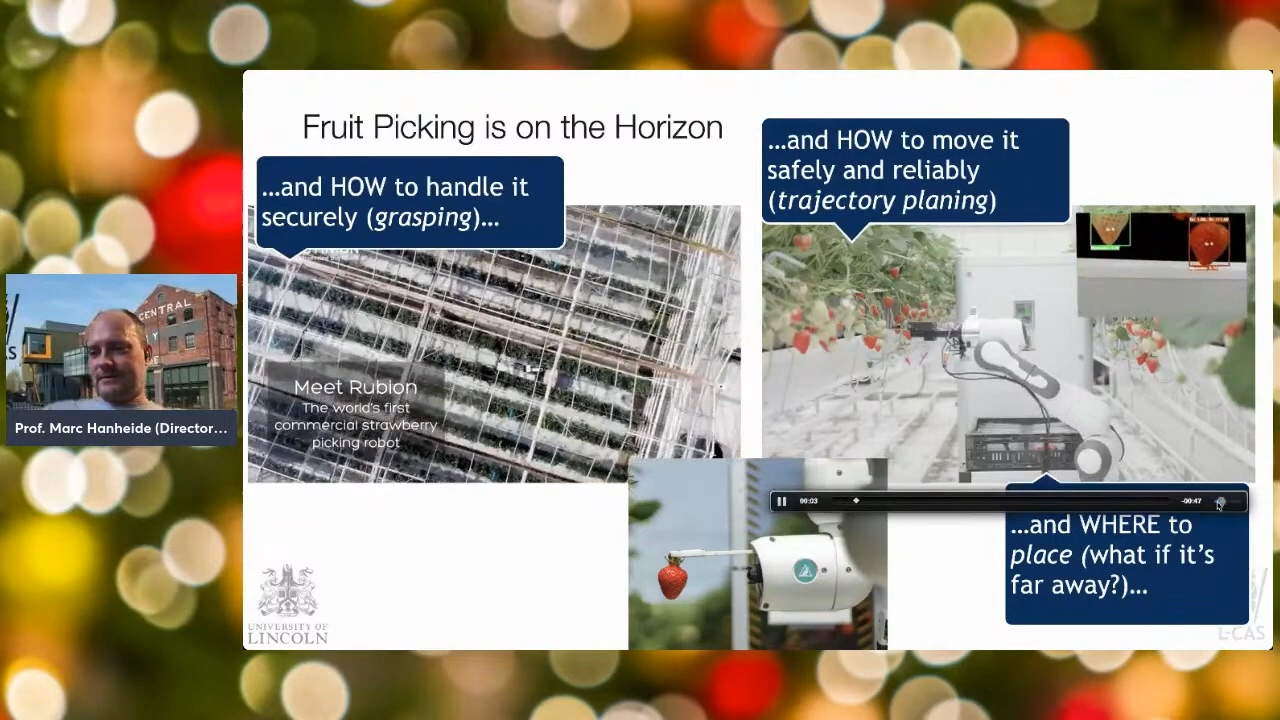 Fruit Picking is on the Horizon
...and HOW to handle it
securely (grasping)...
...and HOW to move it
safely and reliably
(trajectory planing)
Meet Rubion
The world's first
commercial strawberry
picking robot
CENTRAL
Prof. Marc Hanheide (Director...
00:03
-00:47
...and WHERE to
place (what if it's
far away?)...
UNIVERSITY OF
LINCOLN
L-CAS